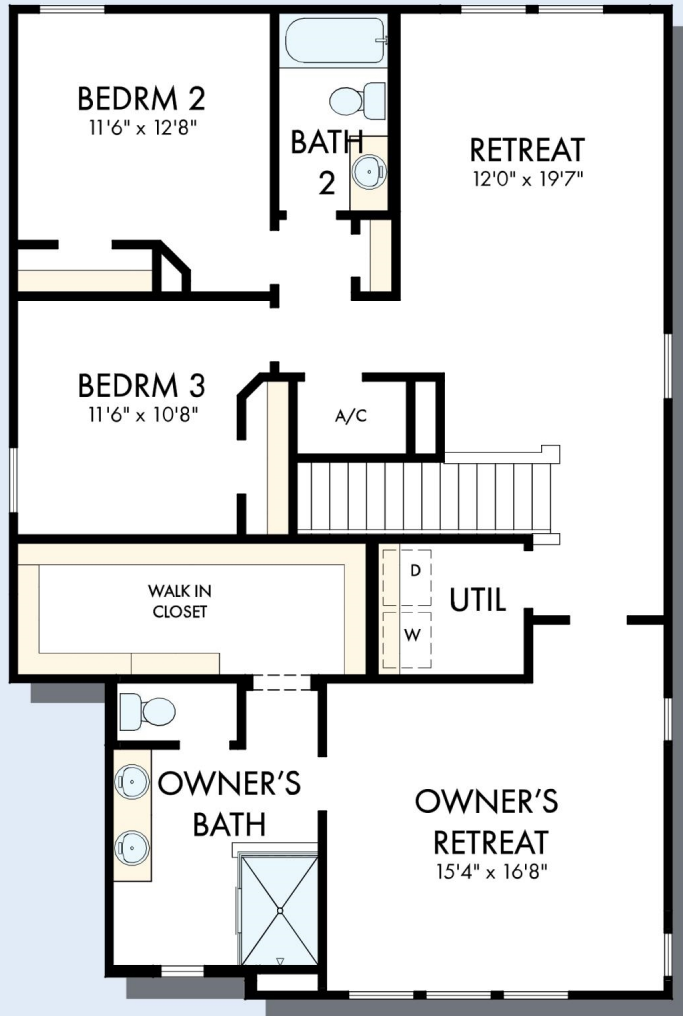 BEDRM 2
11'6" x 12'8"
BATH
2
RETREAT
12'0" x 19'7"
BEDRM 3
11'6" x 10'8"
A/C
WALK IN
CLOSET
D
W
UTIL
OWNER'S
BATH
OWNER'S
RETREAT
15'4" x 16'8"